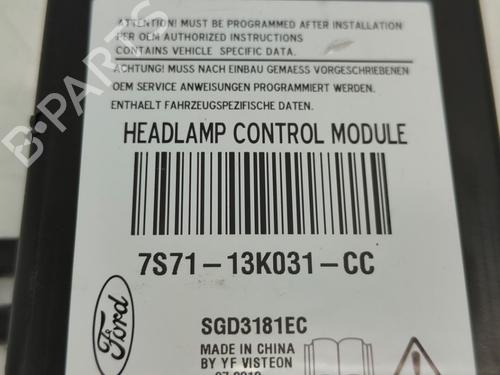 ATTENTION! MUST BE PROGRAMMED AFTER INSTALLATION
PER OEM AUTHORIZED INSTRUCTIONS
CONTAINS VEHICLE SPECIFIC DATA.
ACHTUNG! MUSS NACH EINBAU GEMAESS VORGESCHRIEBENEN
OEM SERVICE ANWEISUNGEN PROGRAMMIERT WERDEN.
ENTHAELT FAHRZEUGSPEZIFISCHE DATEN.
HEADLAMP CONTROL MODULE
7S71-13K031-CC
Ford
SGD3181EC
MADE IN CHINA
BY YF VISTEON
B-PARTS